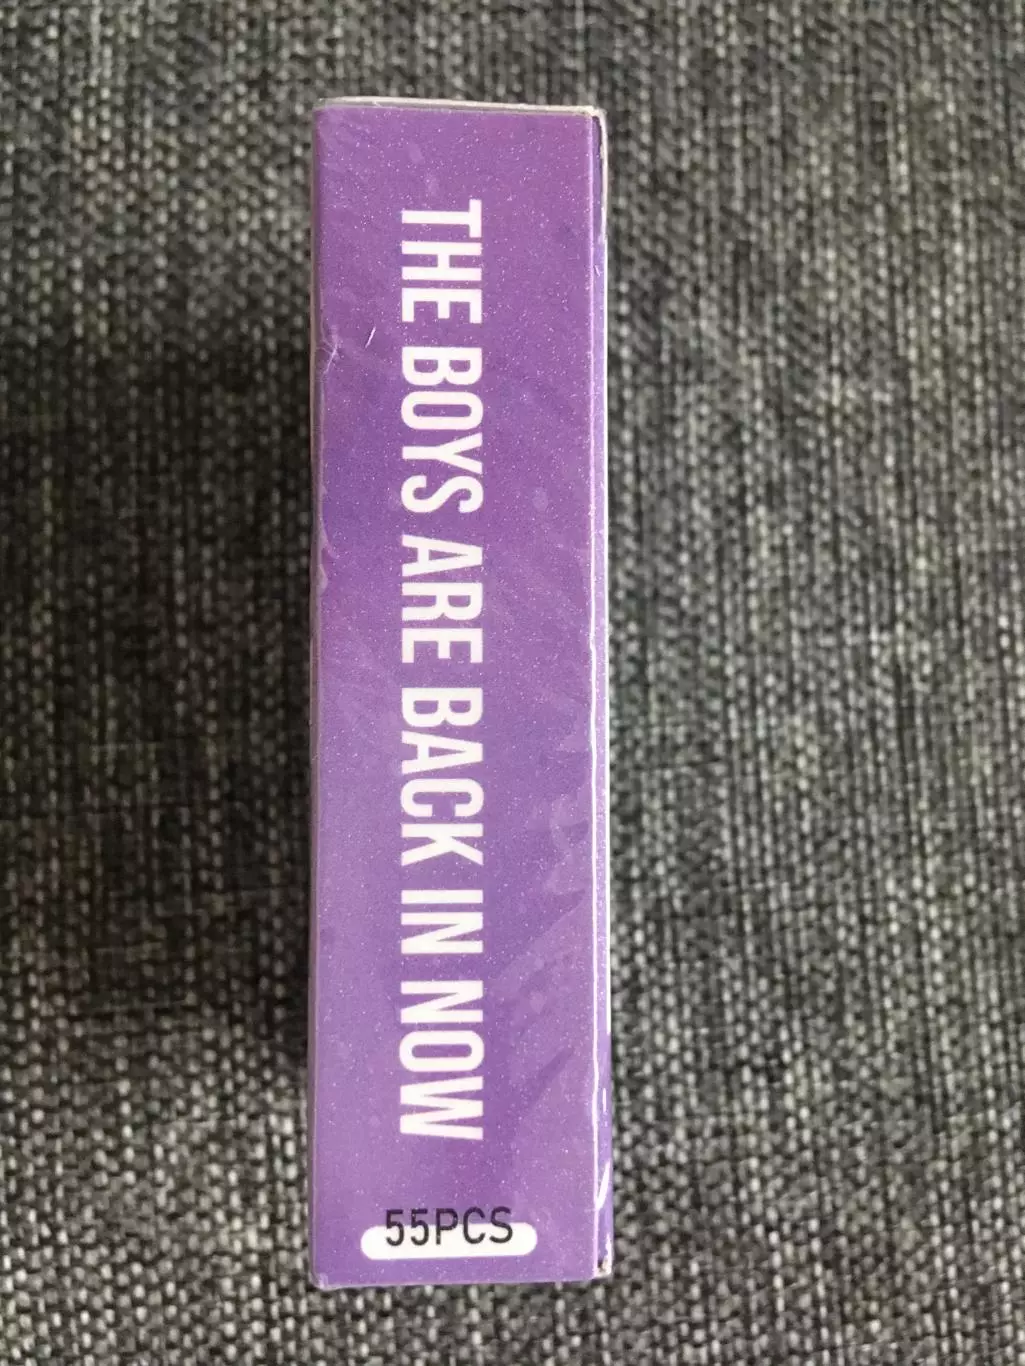 THE BOYS ARE BACK IN NOW
55PCS